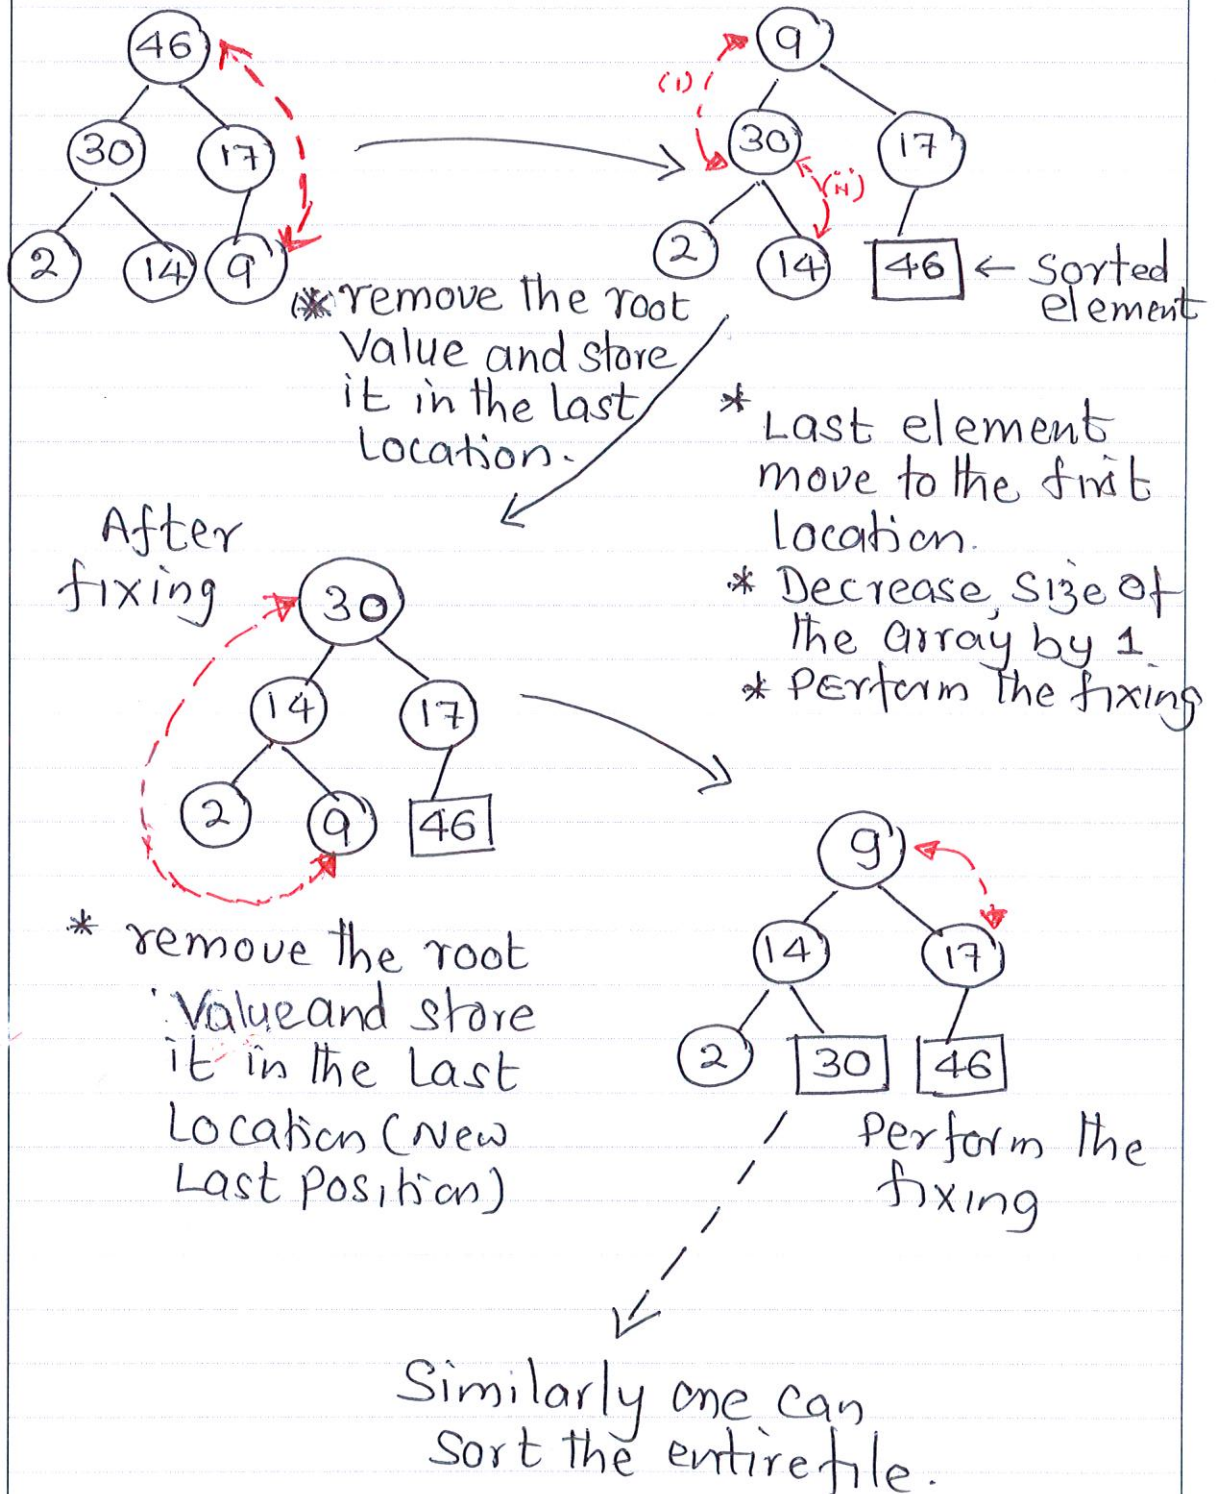 46
9
(i)
30
17
30
17
(ii)
2
14
9
2
14
46
← Sorted
element
* remove the root
Value and store
it in the last
Location.
* Last element
move to the first
Location.
* Decrease size of
the array by 1.
* PErform the fixing
After
fixing
30
14
17
2
9
46
9
14
17
2
30
46
* remove the root
Value and store
it in the Last
Location (New
Last Position)
Perform the
fixing
Similarly one can
Sort the entire file.